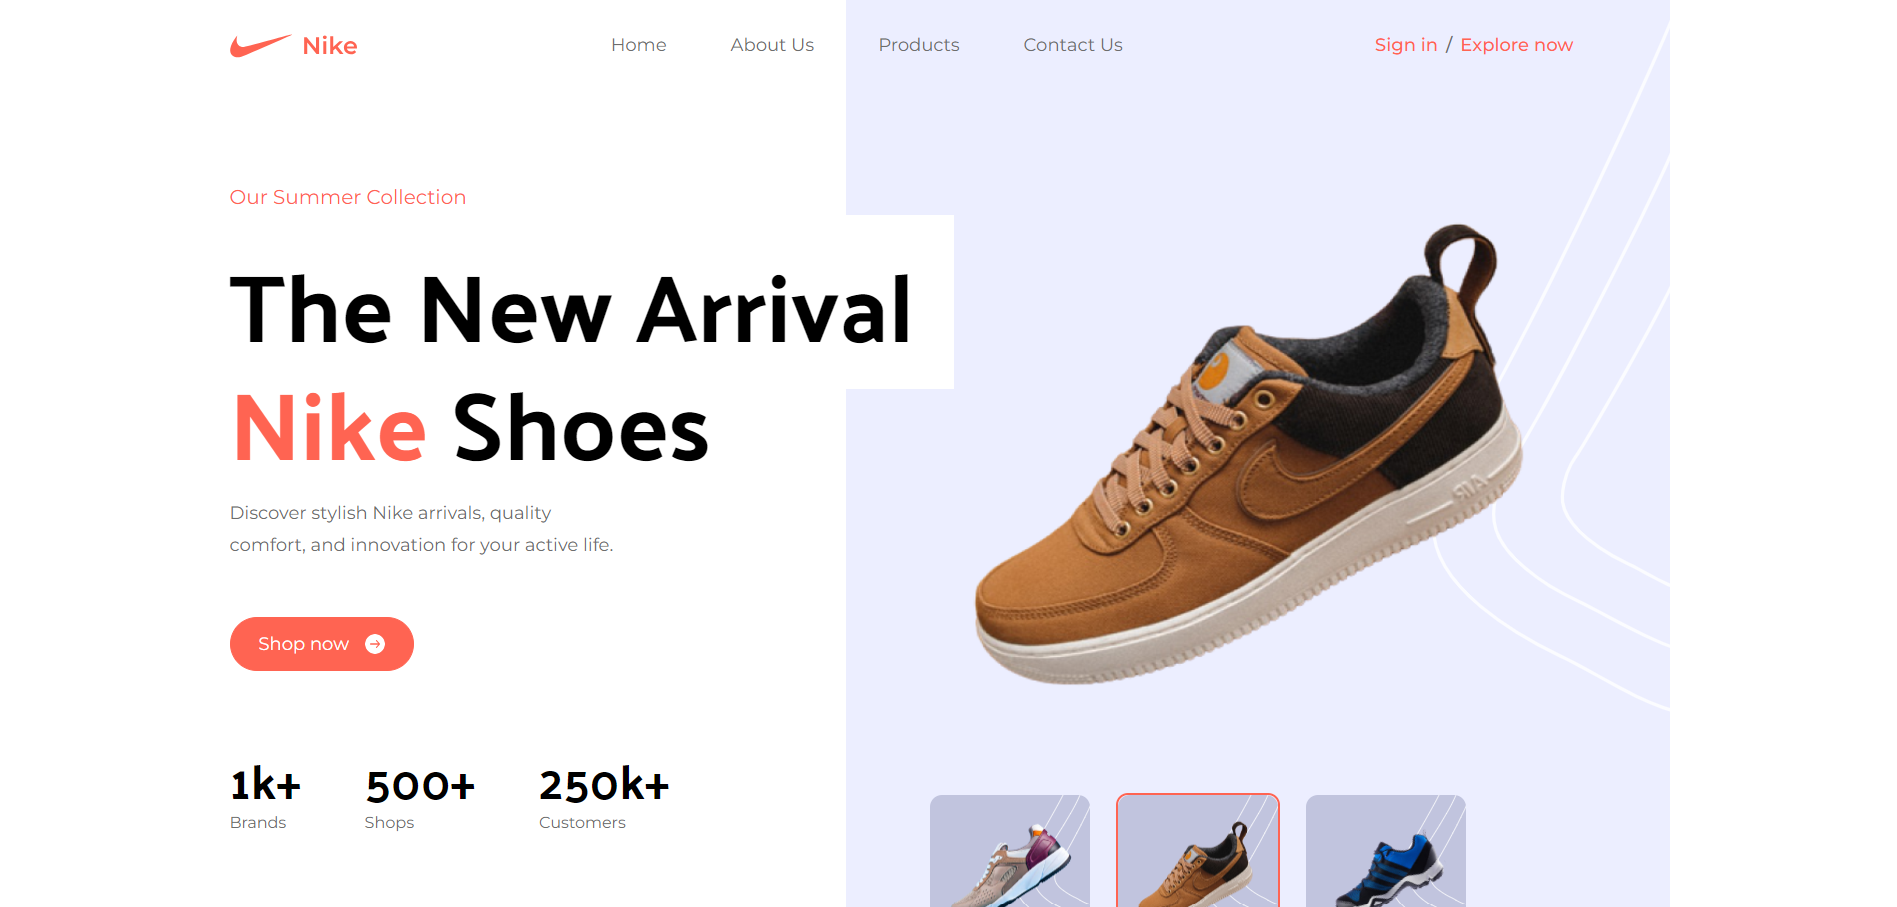 Nike
Home
About Us
Products
Contact Us
Sign in / Explore now
Our Summer Collection
The New Arrival
Nike Shoes
Discover stylish Nike arrivals, quality
comfort, and innovation for your active life.
Shop now
1k+
Brands
500+
Shops
250k+
Customers
AIR